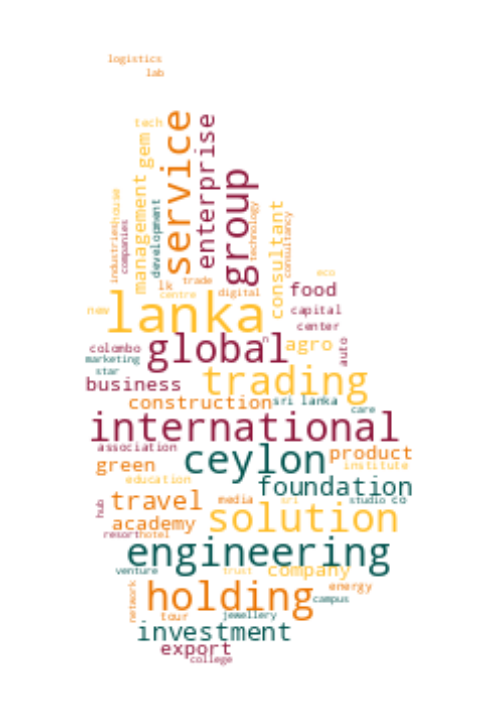 logistics
lab
tech
service
enterprise
gem
management
group
house
industries
companies
development
technology
consultant
consultancy
eco
lk
trade
centre
digital
food
new
lanka
capital
center
colombo
global
n
agro
auto
marketing
star
business
trading
construction
sri lanka
care
international
association
ceylon
product
green
institute
education
foundation
hub
travel
media
sri
studio
co
academy
solution
resort
hotel
engineering
venture
trust
company
network
holding
energy
campus
tour
jewellery
investment
export
college